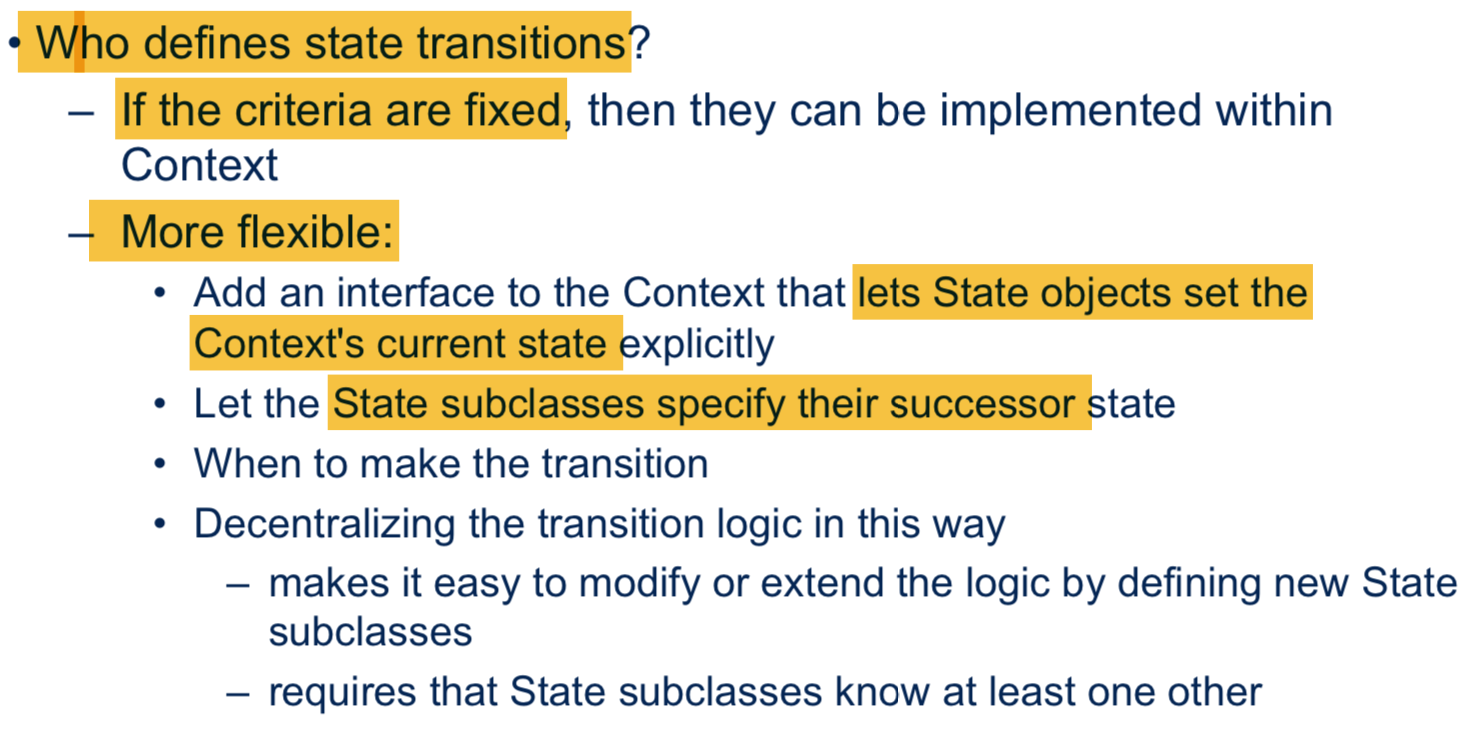 • Who defines state transitions?
– If the criteria are fixed, then they can be implemented within
Context
– More flexible:
• Add an interface to the Context that lets State objects set the
Context's current state explicitly
• Let the State subclasses specify their successor state
• When to make the transition
• Decentralizing the transition logic in this way
– makes it easy to modify or extend the logic by defining new State
subclasses
– requires that State subclasses know at least one other